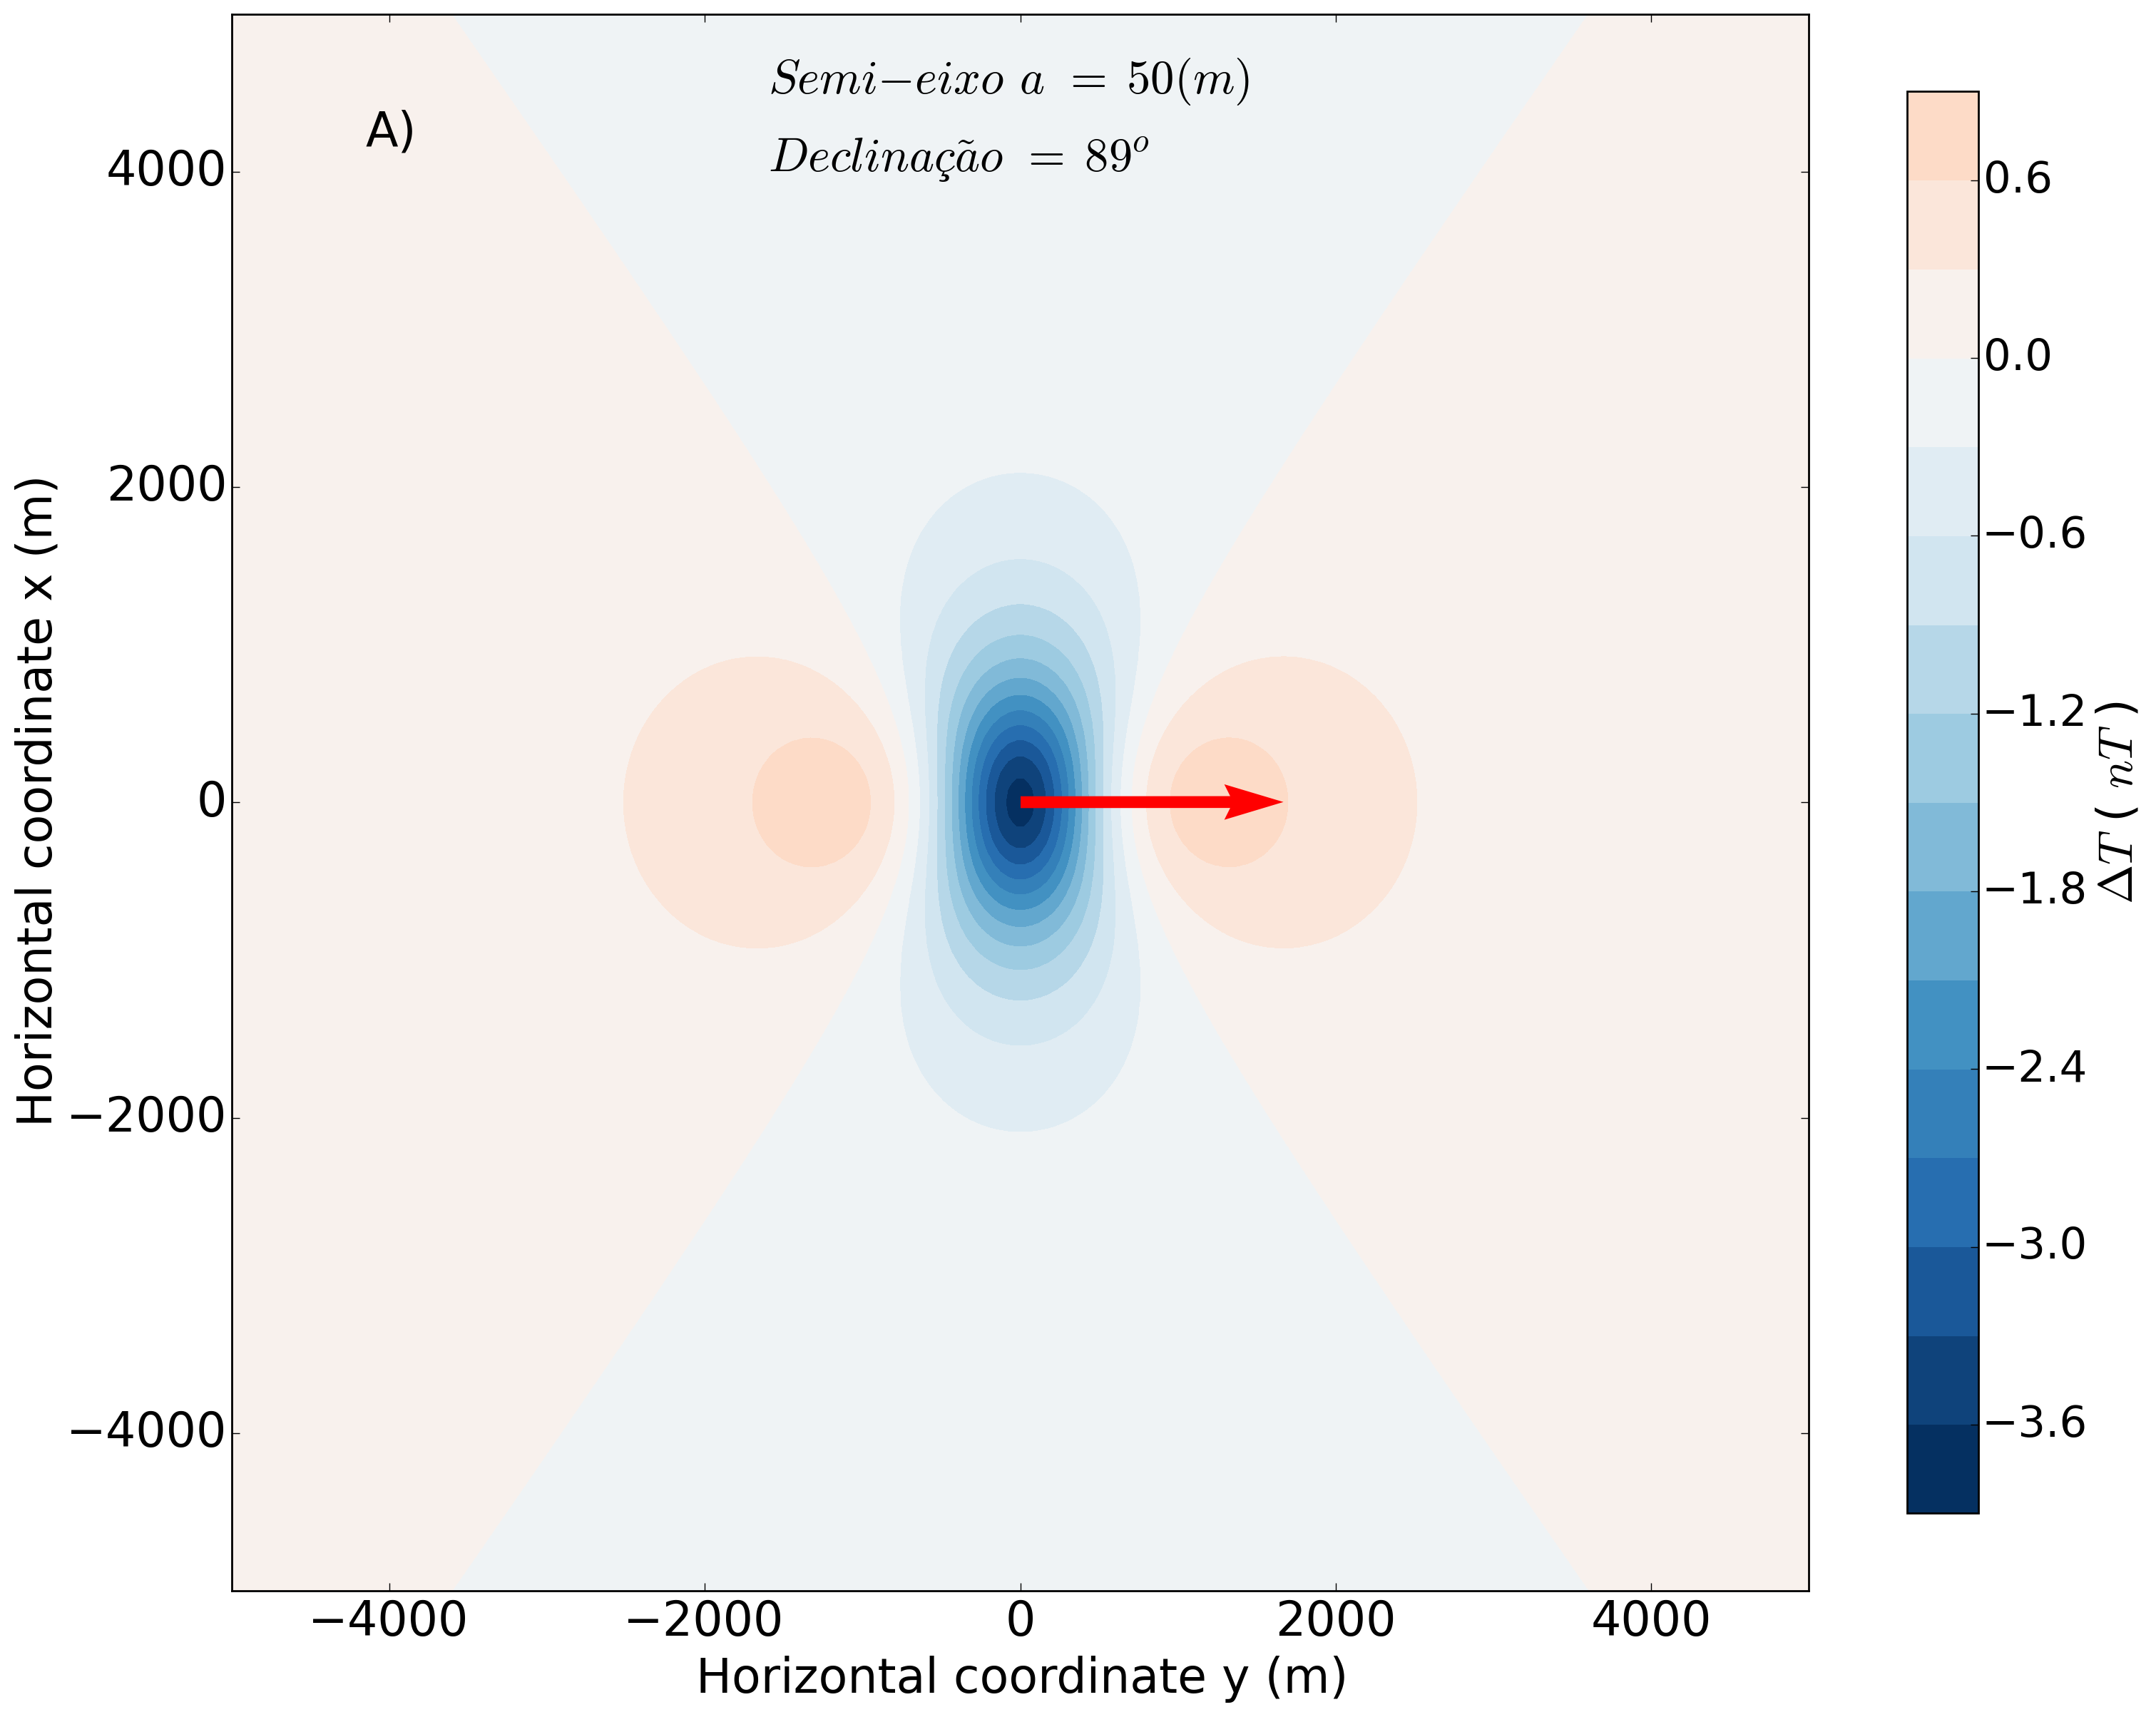 A)
Semi−eixo a = 50(m)
Declinação = 89º
Horizontal coordinate x (m)
4000
2000
0
−2000
−4000
−4000 −2000 0 2000 4000
Horizontal coordinate y (m)
0.6
0.0
−0.6
−1.2
−1.8
−2.4
−3.0
−3.6
ΔT ( nT )